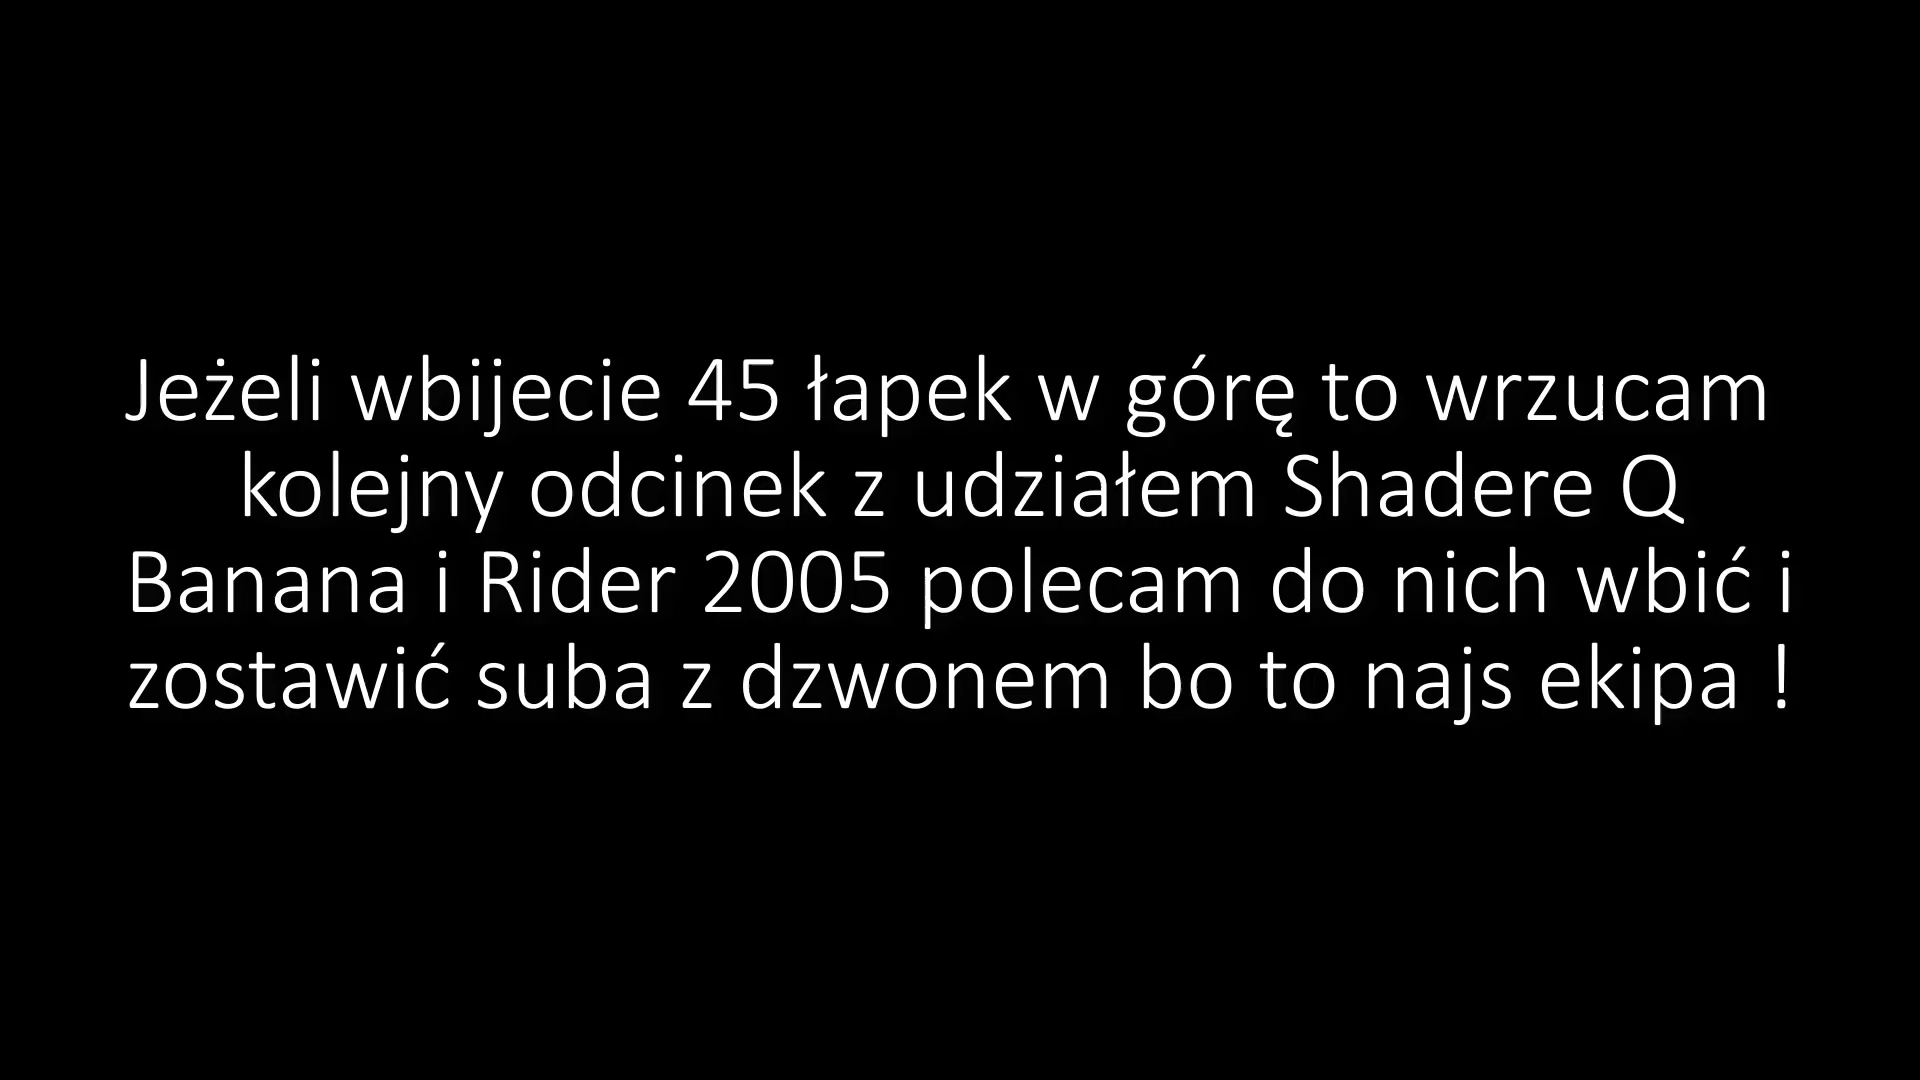 Jeżeli wbijecie 45 łapek w górę to wrzucam
kolejny odcinek z udziałem Shadere Q
Banana i Rider 2005 polecam do nich wbić i
zostawić suba z dzwonem bo to najs ekipa !